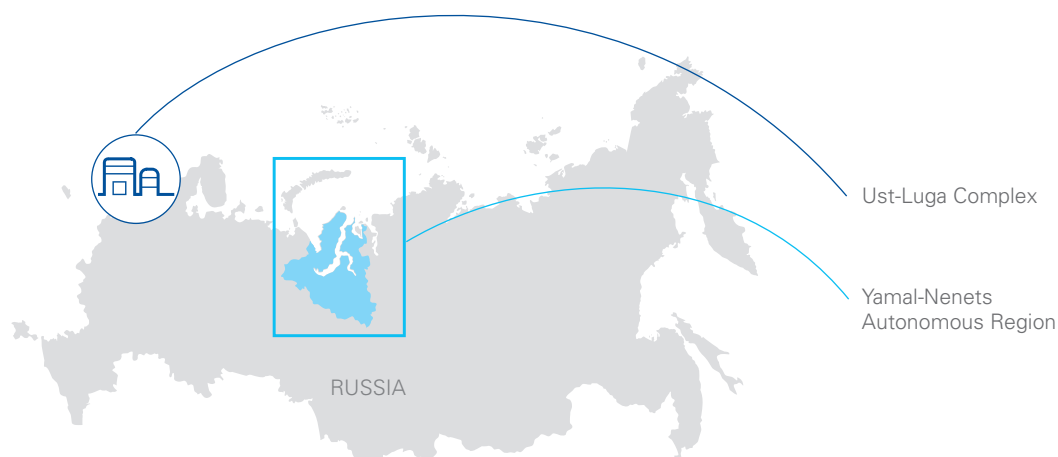 Ust-Luga Complex
Yamal-Nenets
Autonomous Region
RUSSIA